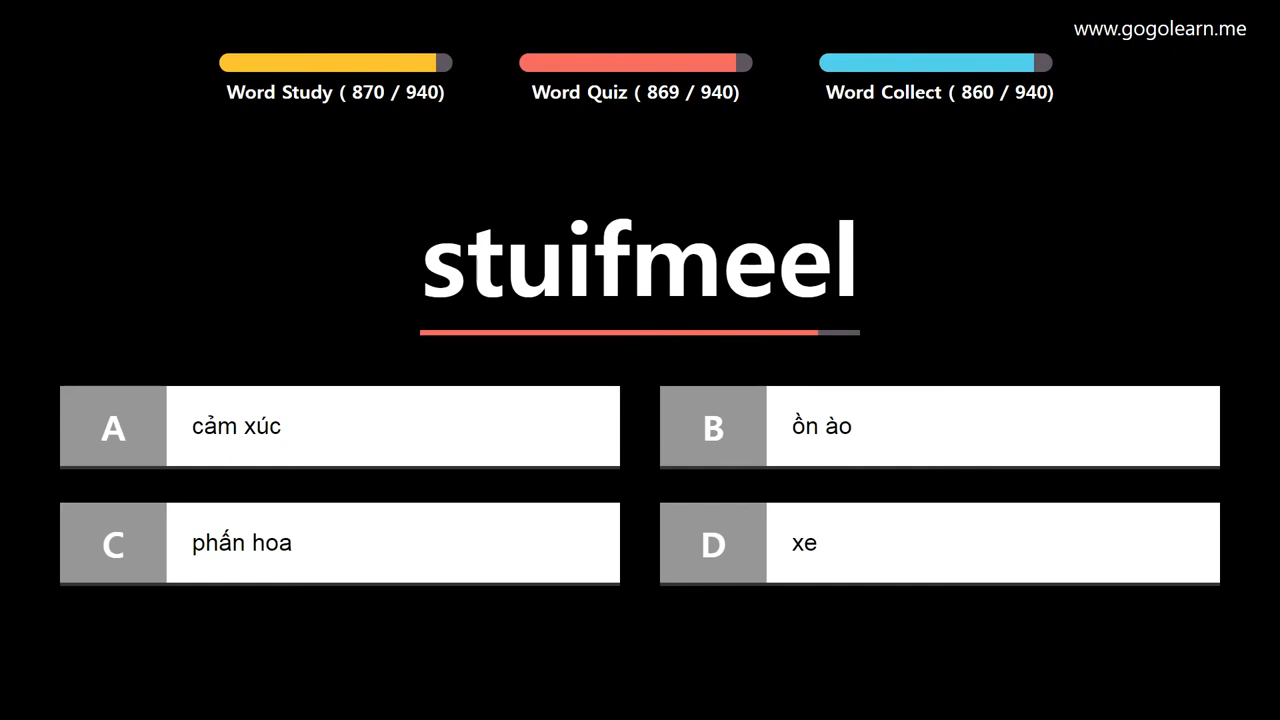 www.gogolearn.me
Word Study ( 870 / 940)
Word Quiz ( 869 / 940)
Word Collect ( 860 / 940)
stuifmeel
A cảm xúc
B ồn ào
C phấn hoa
D xe